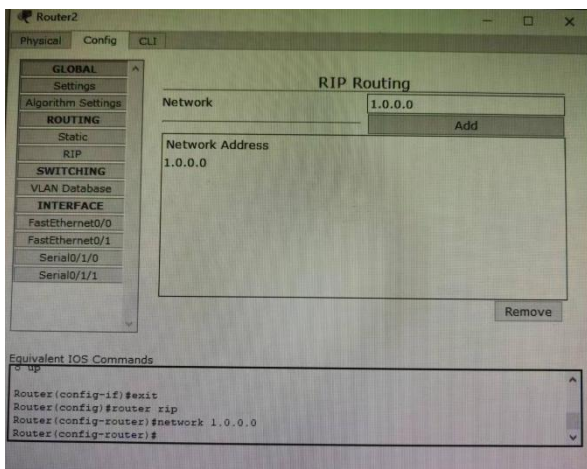 Router2
Physical Config CLI
GLOBAL
Settings
Algorithm Settings
ROUTING
Static
RIP
SWITCHING
VLAN Database
INTERFACE
FastEthernet0/0
FastEthernet0/1
Serial0/1/0
Serial0/1/1
RIP Routing
Network 1.0.0.0
Add
Network Address
1.0.0.0
Remove
Equivalent IOS Commands
o up
Router(config-if)#exit
Router(config)#router rip
Router(config-router)#network 1.0.0.0
Router(config-router)#